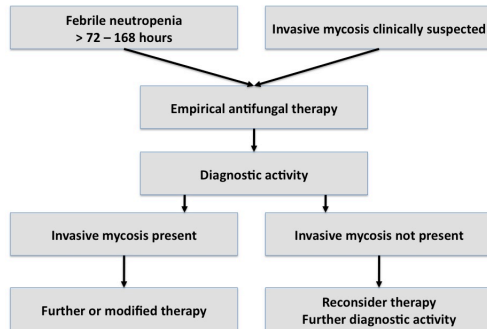 Febrile neutropenia
> 72 – 168 hours
Invasive mycosis clinically suspected
Empirical antifungal therapy
Diagnostic activity
Invasive mycosis present
Invasive mycosis not present
Further or modified therapy
Reconsider therapy
Further diagnostic activity